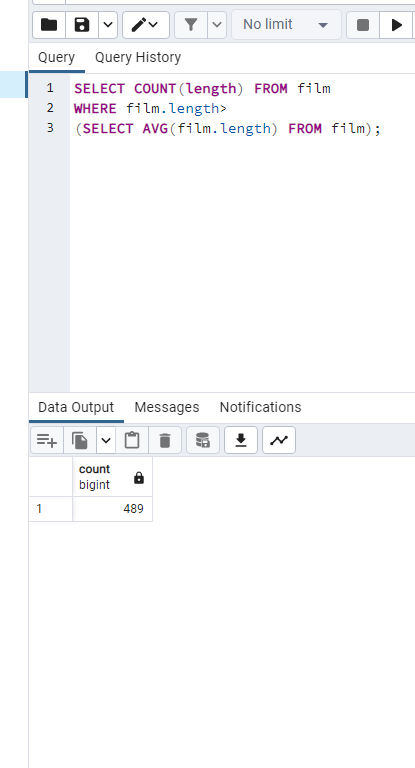 No limit
Query Query History
1 SELECT COUNT(length) FROM film
2 WHERE film.length>
3 (SELECT AVG(film.length) FROM film);
Data Output Messages Notifications
count
bigint
1 489